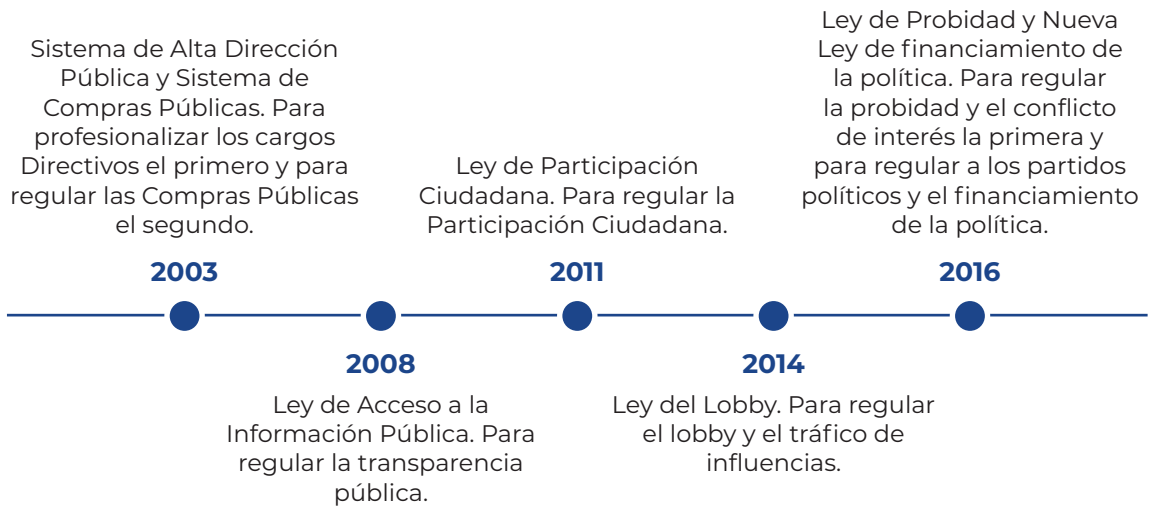 Sistema de Alta Dirección
Pública y Sistema de
Compras Públicas. Para
profesionalizar los cargos
Directivos el primero y para
regular las Compras Públicas
el segundo.
2003
2008
Ley de Acceso a la
Información Pública. Para
regular la transparencia
pública.
Ley de Participación
Ciudadana. Para regular la
Participación Ciudadana.
2011
2014
Ley del Lobby. Para regular
el lobby y el tráfico de
influencias.
Ley de Probidad y Nueva
Ley de financiamiento de
la política. Para regular
la probidad y el conflicto
de interés la primera y
para regular a los partidos
políticos y el financiamiento
de la política.
2016